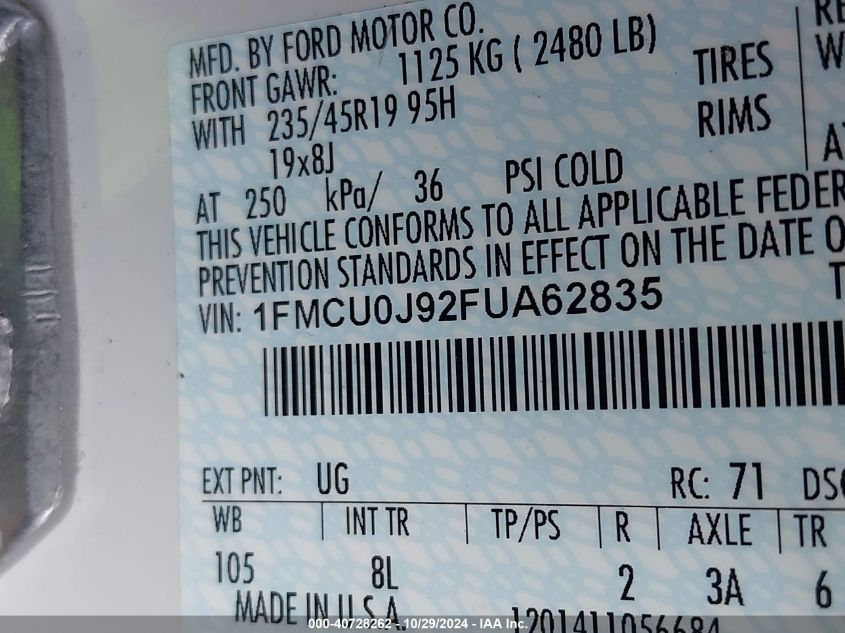 MFD. BY FORD MOTOR CO.
FRONT GAWR: 1125 KG ( 2480 LB)
WITH 235/45R19 95H TIRES
19x8J RIMS
AT 250 kPa/ 36 PSI COLD
THIS VEHICLE CONFORMS TO ALL APPLICABLE FEDER
PREVENTION STANDARDS IN EFFECT ON THE DATE O
VIN: 1FMCU0J92FUA62835
EXT PNT: UG RC: 71 DS
WB INT TR TP/PS R AXLE TR
105 8L 2 3A 6
MADE IN U.S.A. 1201411056684
000-40728262 - 10/29/2024 - IAA Inc.